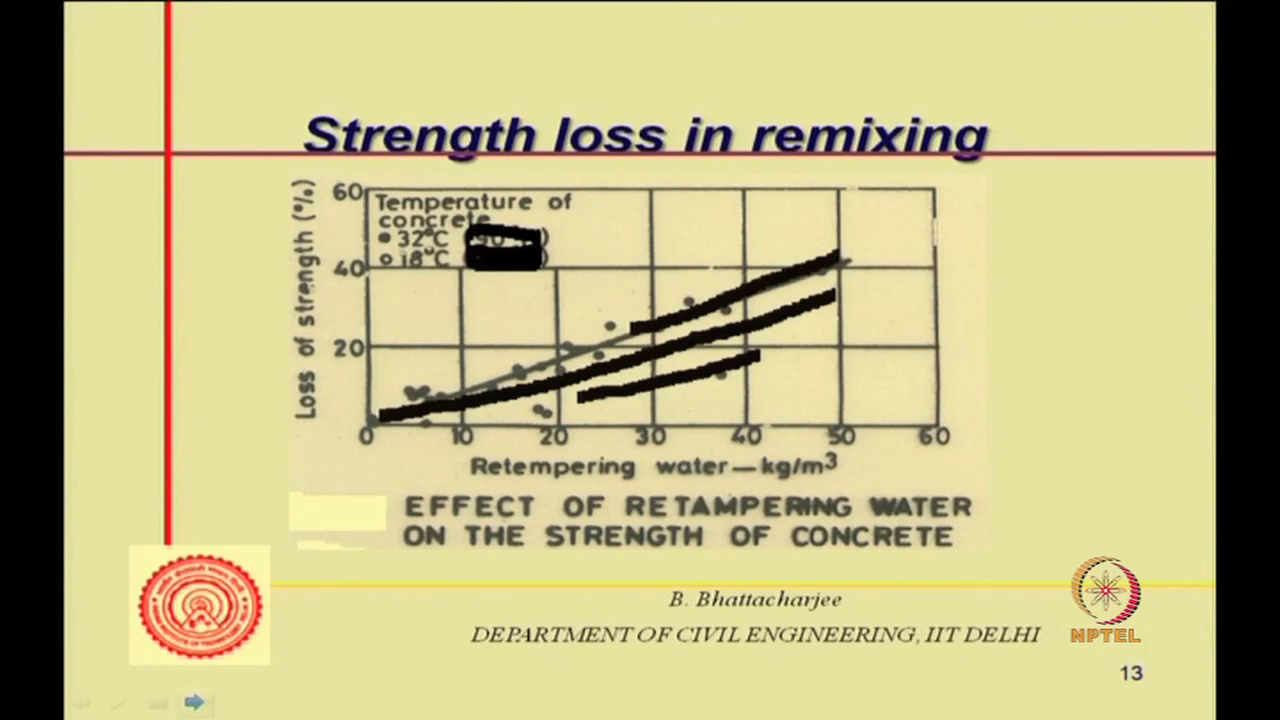 Strength loss in remixing
Loss of strength (%)
60
40
20
Temperature of
concrete
32°C
18°C
0 10 20 30 40 50 60
Retempering water—kg/m³
EFFECT OF RETAMPERING WATER
ON THE STRENGTH OF CONCRETE
B. Bhattacharjee
DEPARTMENT OF CIVIL ENGINEERING, IIT DELHI
NPTEL
13